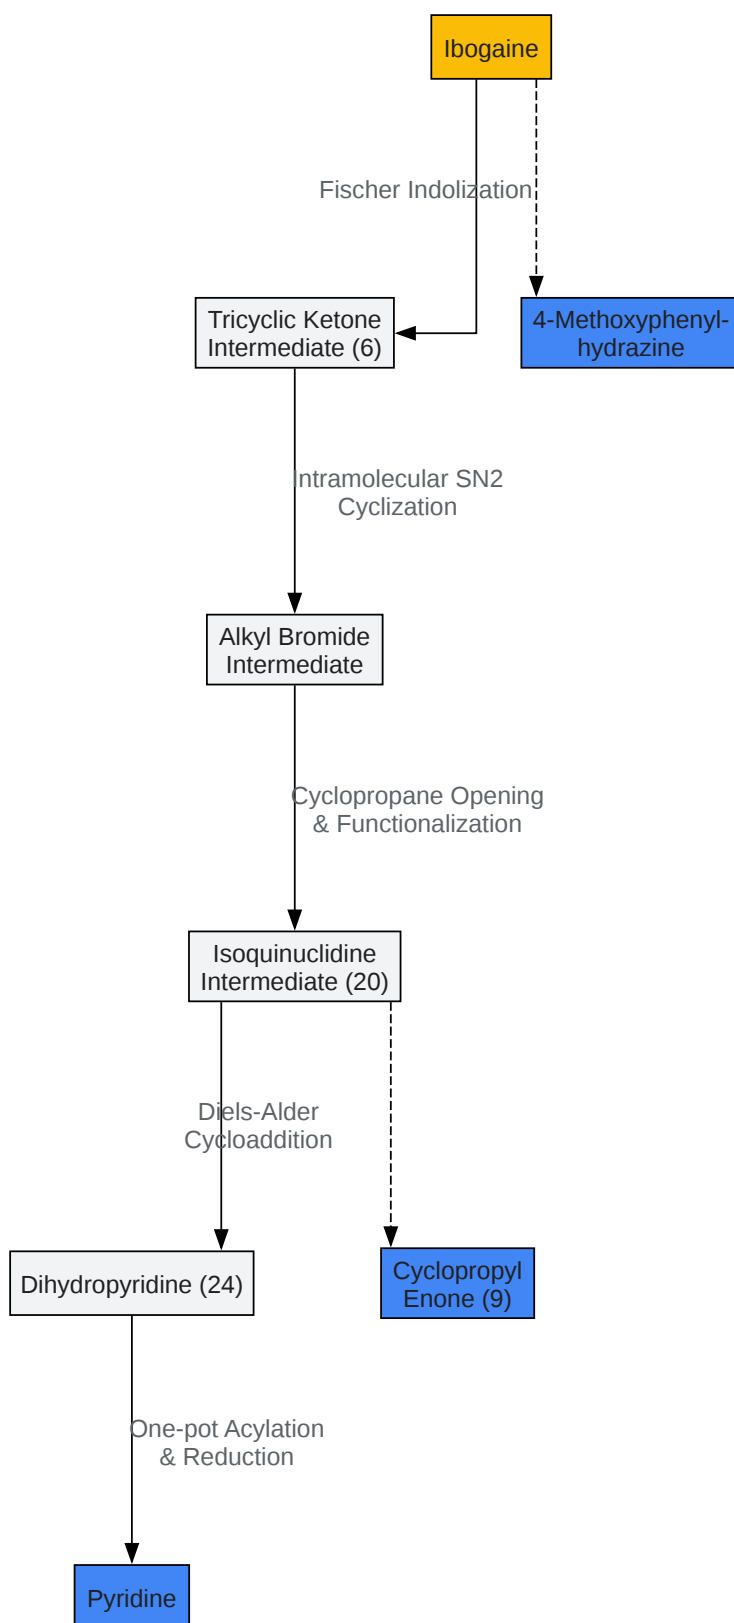 Ibogaine
Fischer Indolization
Tricyclic Ketone
Intermediate (6)
4-Methoxyphenyl-
hydrazine
Intramolecular SN2
Cyclization
Alkyl Bromide
Intermediate
Cyclopropane Opening
& Functionalization
Isoquinuclidine
Intermediate (20)
Diels-Alder
Cycloaddition
Dihydropyridine (24)
Cyclopropyl
Enone (9)
One-pot Acylation
& Reduction
Pyridine